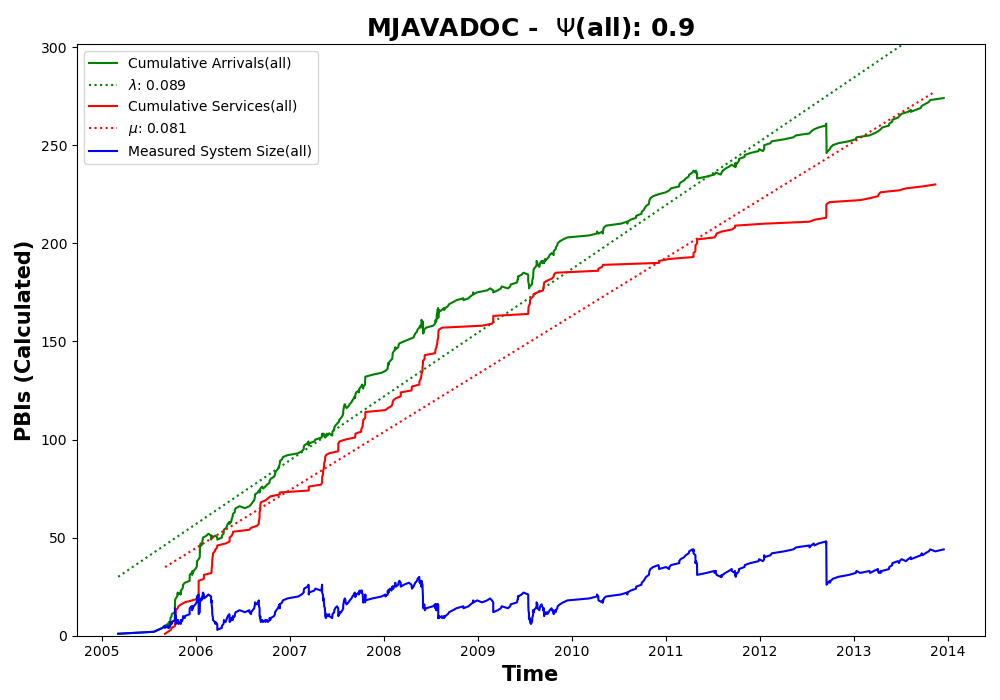 MJAVADOC -  Ψ(all): 0.9
Cumulative Arrivals(all)
λ: 0.089
Cumulative Services(all)
μ: 0.081
Measured System Size(all)
PBIs (Calculated)
300
250
200
150
100
50
0
2005 2006 2007 2008 2009 2010 2011 2012 2013 2014
Time